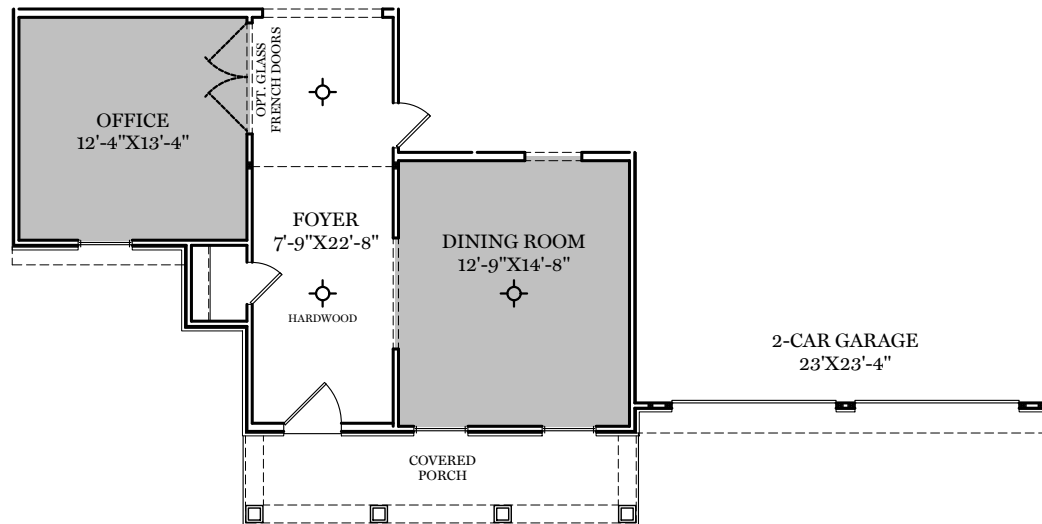 OPT. GLASS
FRENCH DOORS
OFFICE
12'-4"X13'-4"
FOYER
7'-9"X22'-8"
HARDWOOD
DINING ROOM
12'-9"X14'-8"
2-CAR GARAGE
23'X23'-4"
COVERED
PORCH